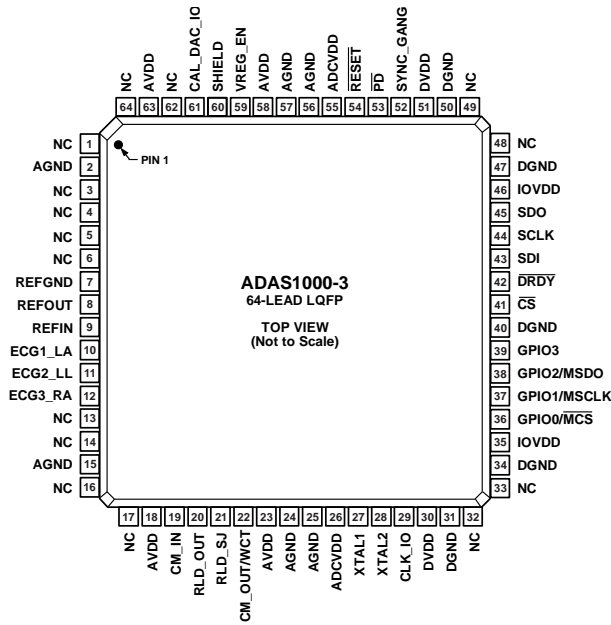 NC
AVDD
NC
CAL_DAC_IO
SHIELD
VREG_EN
AVDD
AGND
AGND
ADCVDD
RESET
PD
SYNC_GANG
DVDD
DGND
NC
64 63 62 61 60 59 58 57 56 55 54 53 52 51 50 49
NC 1
AGND 2
NC 3
NC 4
NC 5
NC 6
REFGND 7
REFOUT 8
REFIN 9
ECG1_LA 10
ECG2_LL 11
ECG3_RA 12
NC 13
NC 14
AGND 15
NC 16
PIN 1
ADAS1000-3
64-LEAD LQFP
TOP VIEW
(Not to Scale)
48 NC
47 DGND
46 IOVDD
45 SDO
44 SCLK
43 SDI
42 DRDY
41 CS
40 DGND
39 GPIO3
38 GPIO2/MSDO
37 GPIO1/MSCLK
36 GPIO0/MCS
35 IOVDD
34 DGND
33 NC
17 18 19 20 21 22 23 24 25 26 27 28 29 30 31 32
NC
AVDD
CM_IN
RLD_OUT
RLD_SJ
CM_OUT/WCT
AVDD
AGND
AGND
ADCVDD
XTAL1
XTAL2
CLK_IO
DVDD
DGND
NC